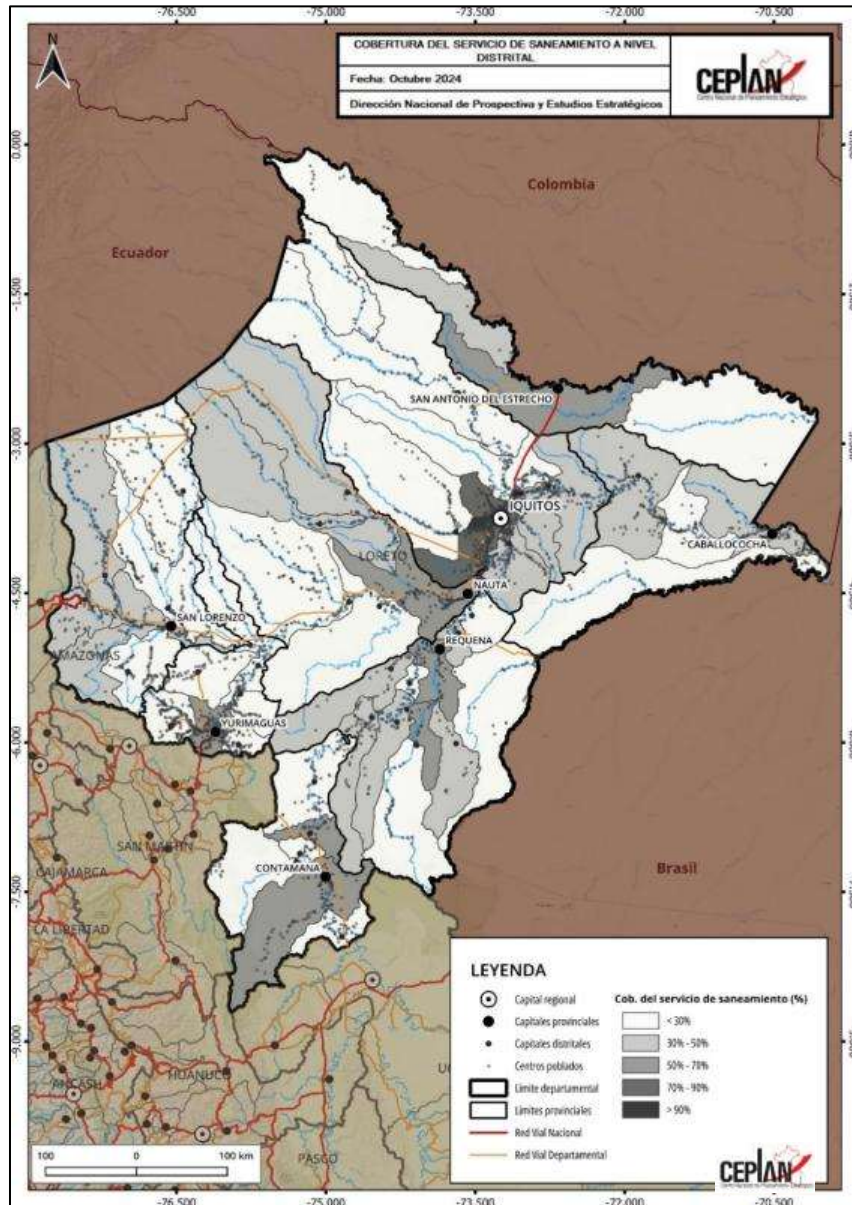 -76.500 -75.000 -73.500 -72.000 -70.500
N
COBERTURA DEL SERVICIO DE SANEAMIENTO A NIVEL
DISTRITAL
Fecha: Octubre 2024
Dirección Nacional de Prospectiva y Estudios Estratégicos
CEPLAN
Centro Nacional de Planeamiento Estratégico
0.000
Colombia
Ecuador
-1.500
SAN ANTONIO DEL ESTRECHO
-3.000
IQUITOS
CABALLOCOCHA
LORETO
NAUTA
-4.500
SAN LORENZO
REQUENA
AMAZONAS
YURIMAGUAS
-6.000
SAN MARTIN
CONTAMANA
Brasil
CAJAMARCA
-7.500
LA LIBERTAD
LEYENDA
Capital regional
Capitales provinciales
Capitales distritales
Centros poblados
Límite departamental
Límites provinciales
Red Vial Nacional
Red Vial Departamental
Cob. del servicio de saneamiento (%)
< 30%
30% - 50%
50% - 70%
70% - 90%
> 90%
-9.000
HUANUCO
ANCASH
PASCO
100 0 100 km
CEPLAN
-76.500 -75.000 -73.500 -72.000 -70.500